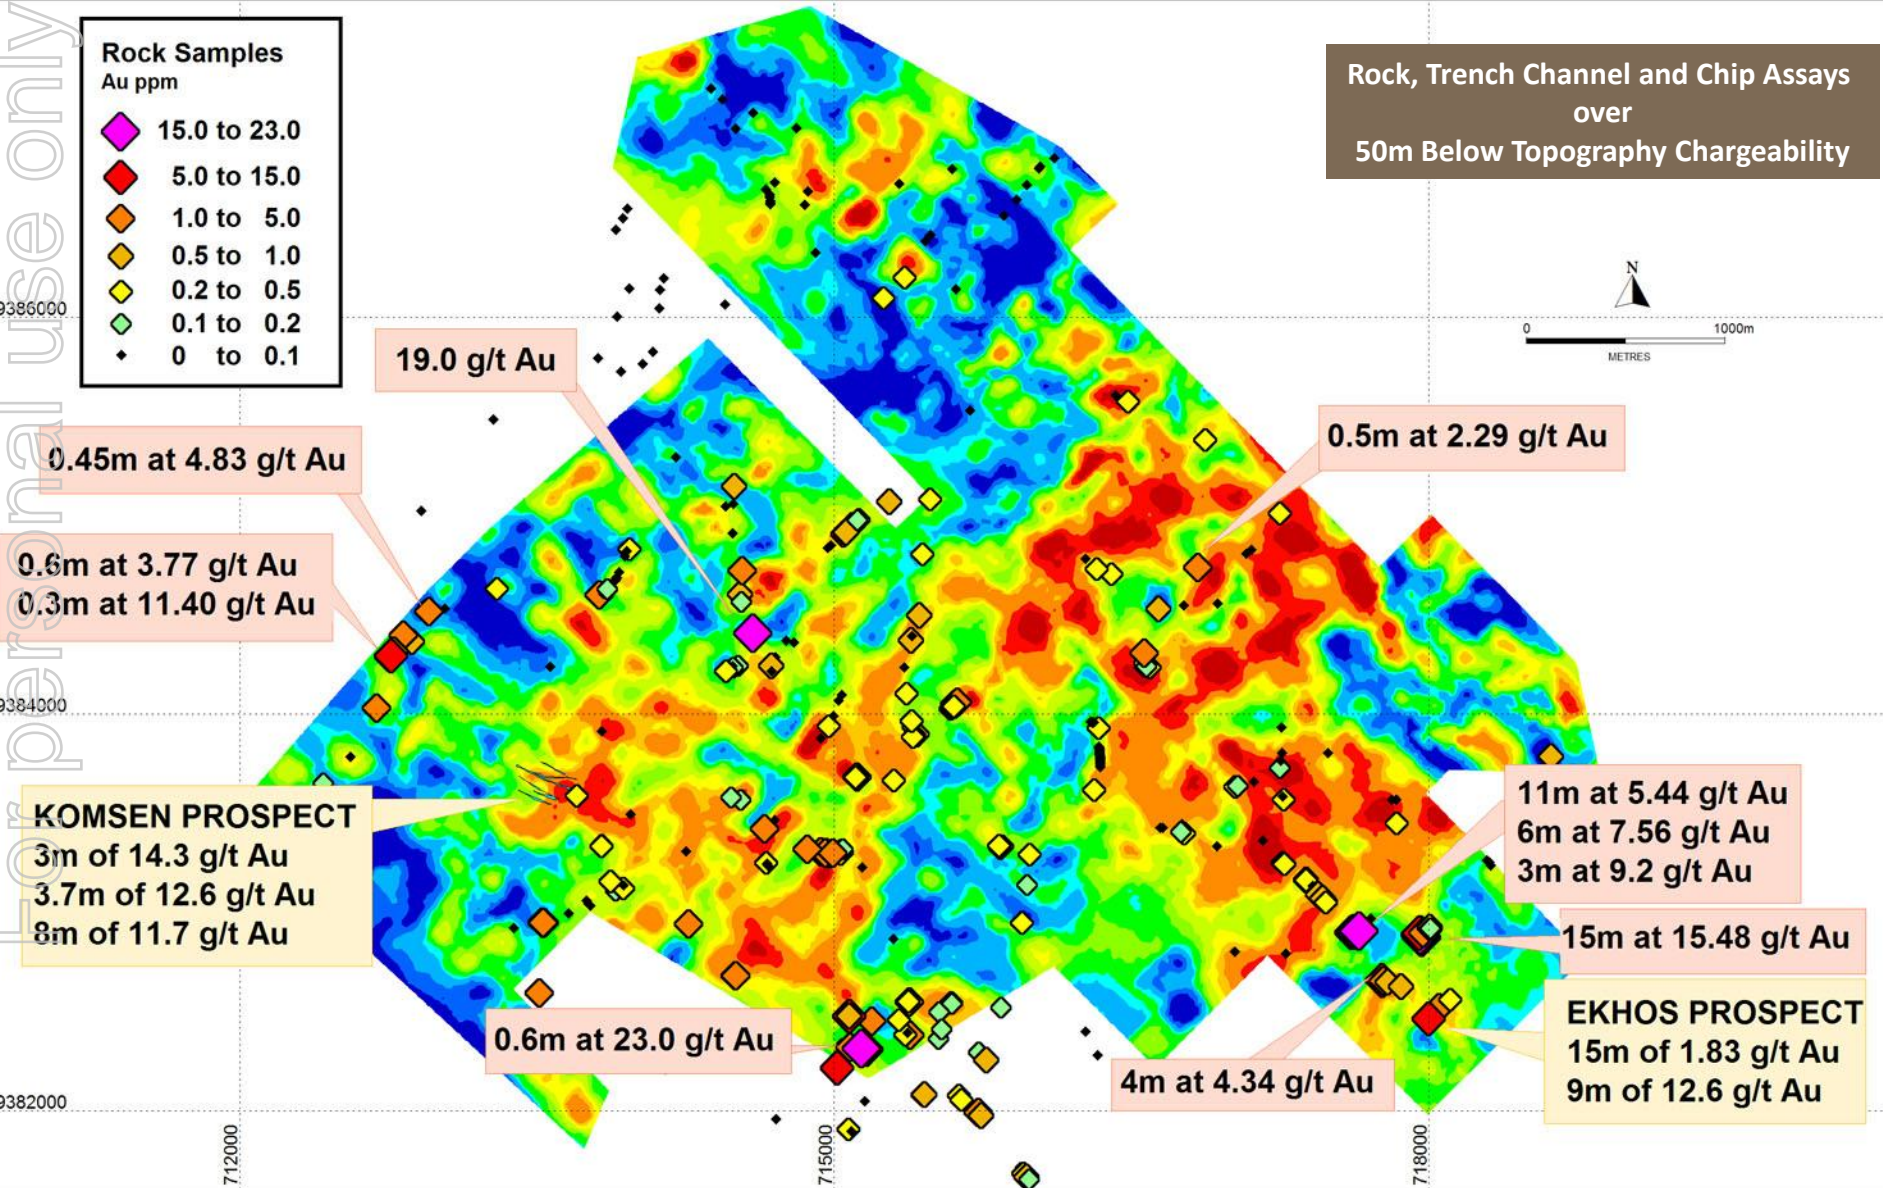 For personal use only
Rock Samples
Au ppm
15.0 to 23.0
5.0 to 15.0
1.0 to 5.0
0.5 to 1.0
0.2 to 0.5
0.1 to 0.2
0 to 0.1
Rock, Trench Channel and Chip Assays
over
50m Below Topography Chargeability
N
0 1000m
METRES
9386000
19.0 g/t Au
0.45m at 4.83 g/t Au
0.5m at 2.29 g/t Au
0.6m at 3.77 g/t Au
0.3m at 11.40 g/t Au
9384000
KOMSEN PROSPECT
3m of 14.3 g/t Au
3.7m of 12.6 g/t Au
8m of 11.7 g/t Au
11m at 5.44 g/t Au
6m at 7.56 g/t Au
3m at 9.2 g/t Au
15m at 15.48 g/t Au
EKHOS PROSPECT
15m of 1.83 g/t Au
9m of 12.6 g/t Au
0.6m at 23.0 g/t Au
4m at 4.34 g/t Au
9382000
712000
715000
718000